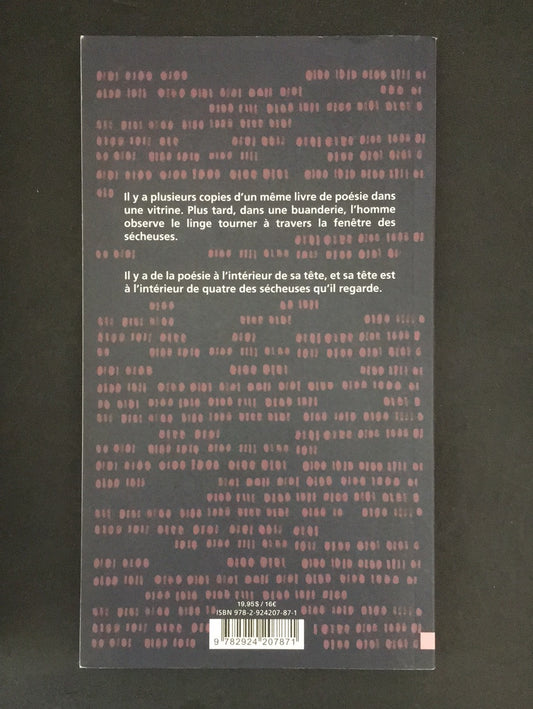 Il y a plusieurs copies d'un même livre de poésie dans
une vitrine. Plus tard, dans une buanderie, l'homme
observe le linge tourner à travers la fenêtre des
sécheuses.
Il y a de la poésie à l'intérieur de sa tête, et sa tête est
à l'intérieur de quatre des sécheuses qu'il regarde.
19,95 $ / 16€
ISBN 978-2-924207-87-1
9 782924 207871